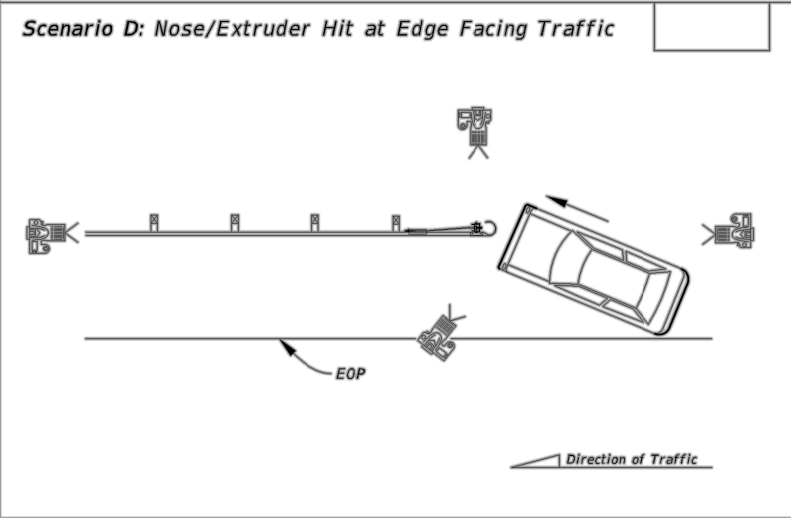 Scenario D: Nose/Extruder Hit at Edge Facing Traffic
EOP
Direction of Traffic